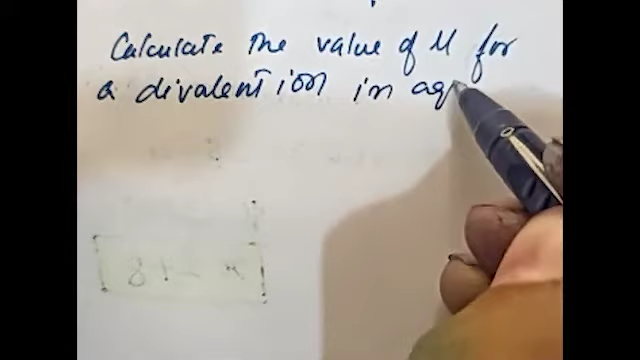 Calculate the value of μ for
a divalent ion in aq